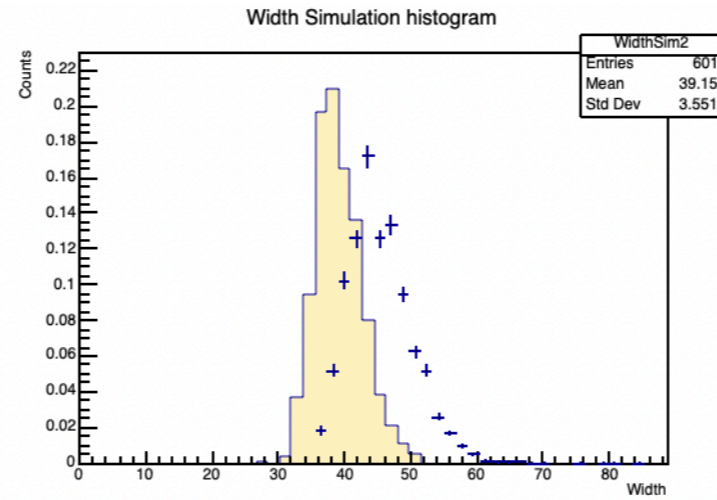 Width Simulation histogram
WidthSim2
Entries 601
Mean 39.15
Std Dev 3.551
Counts
0.22
0.2
0.18
0.16
0.14
0.12
0.1
0.08
0.06
0.04
0.02
0
0 10 20 30 40 50 60 70 80
Width